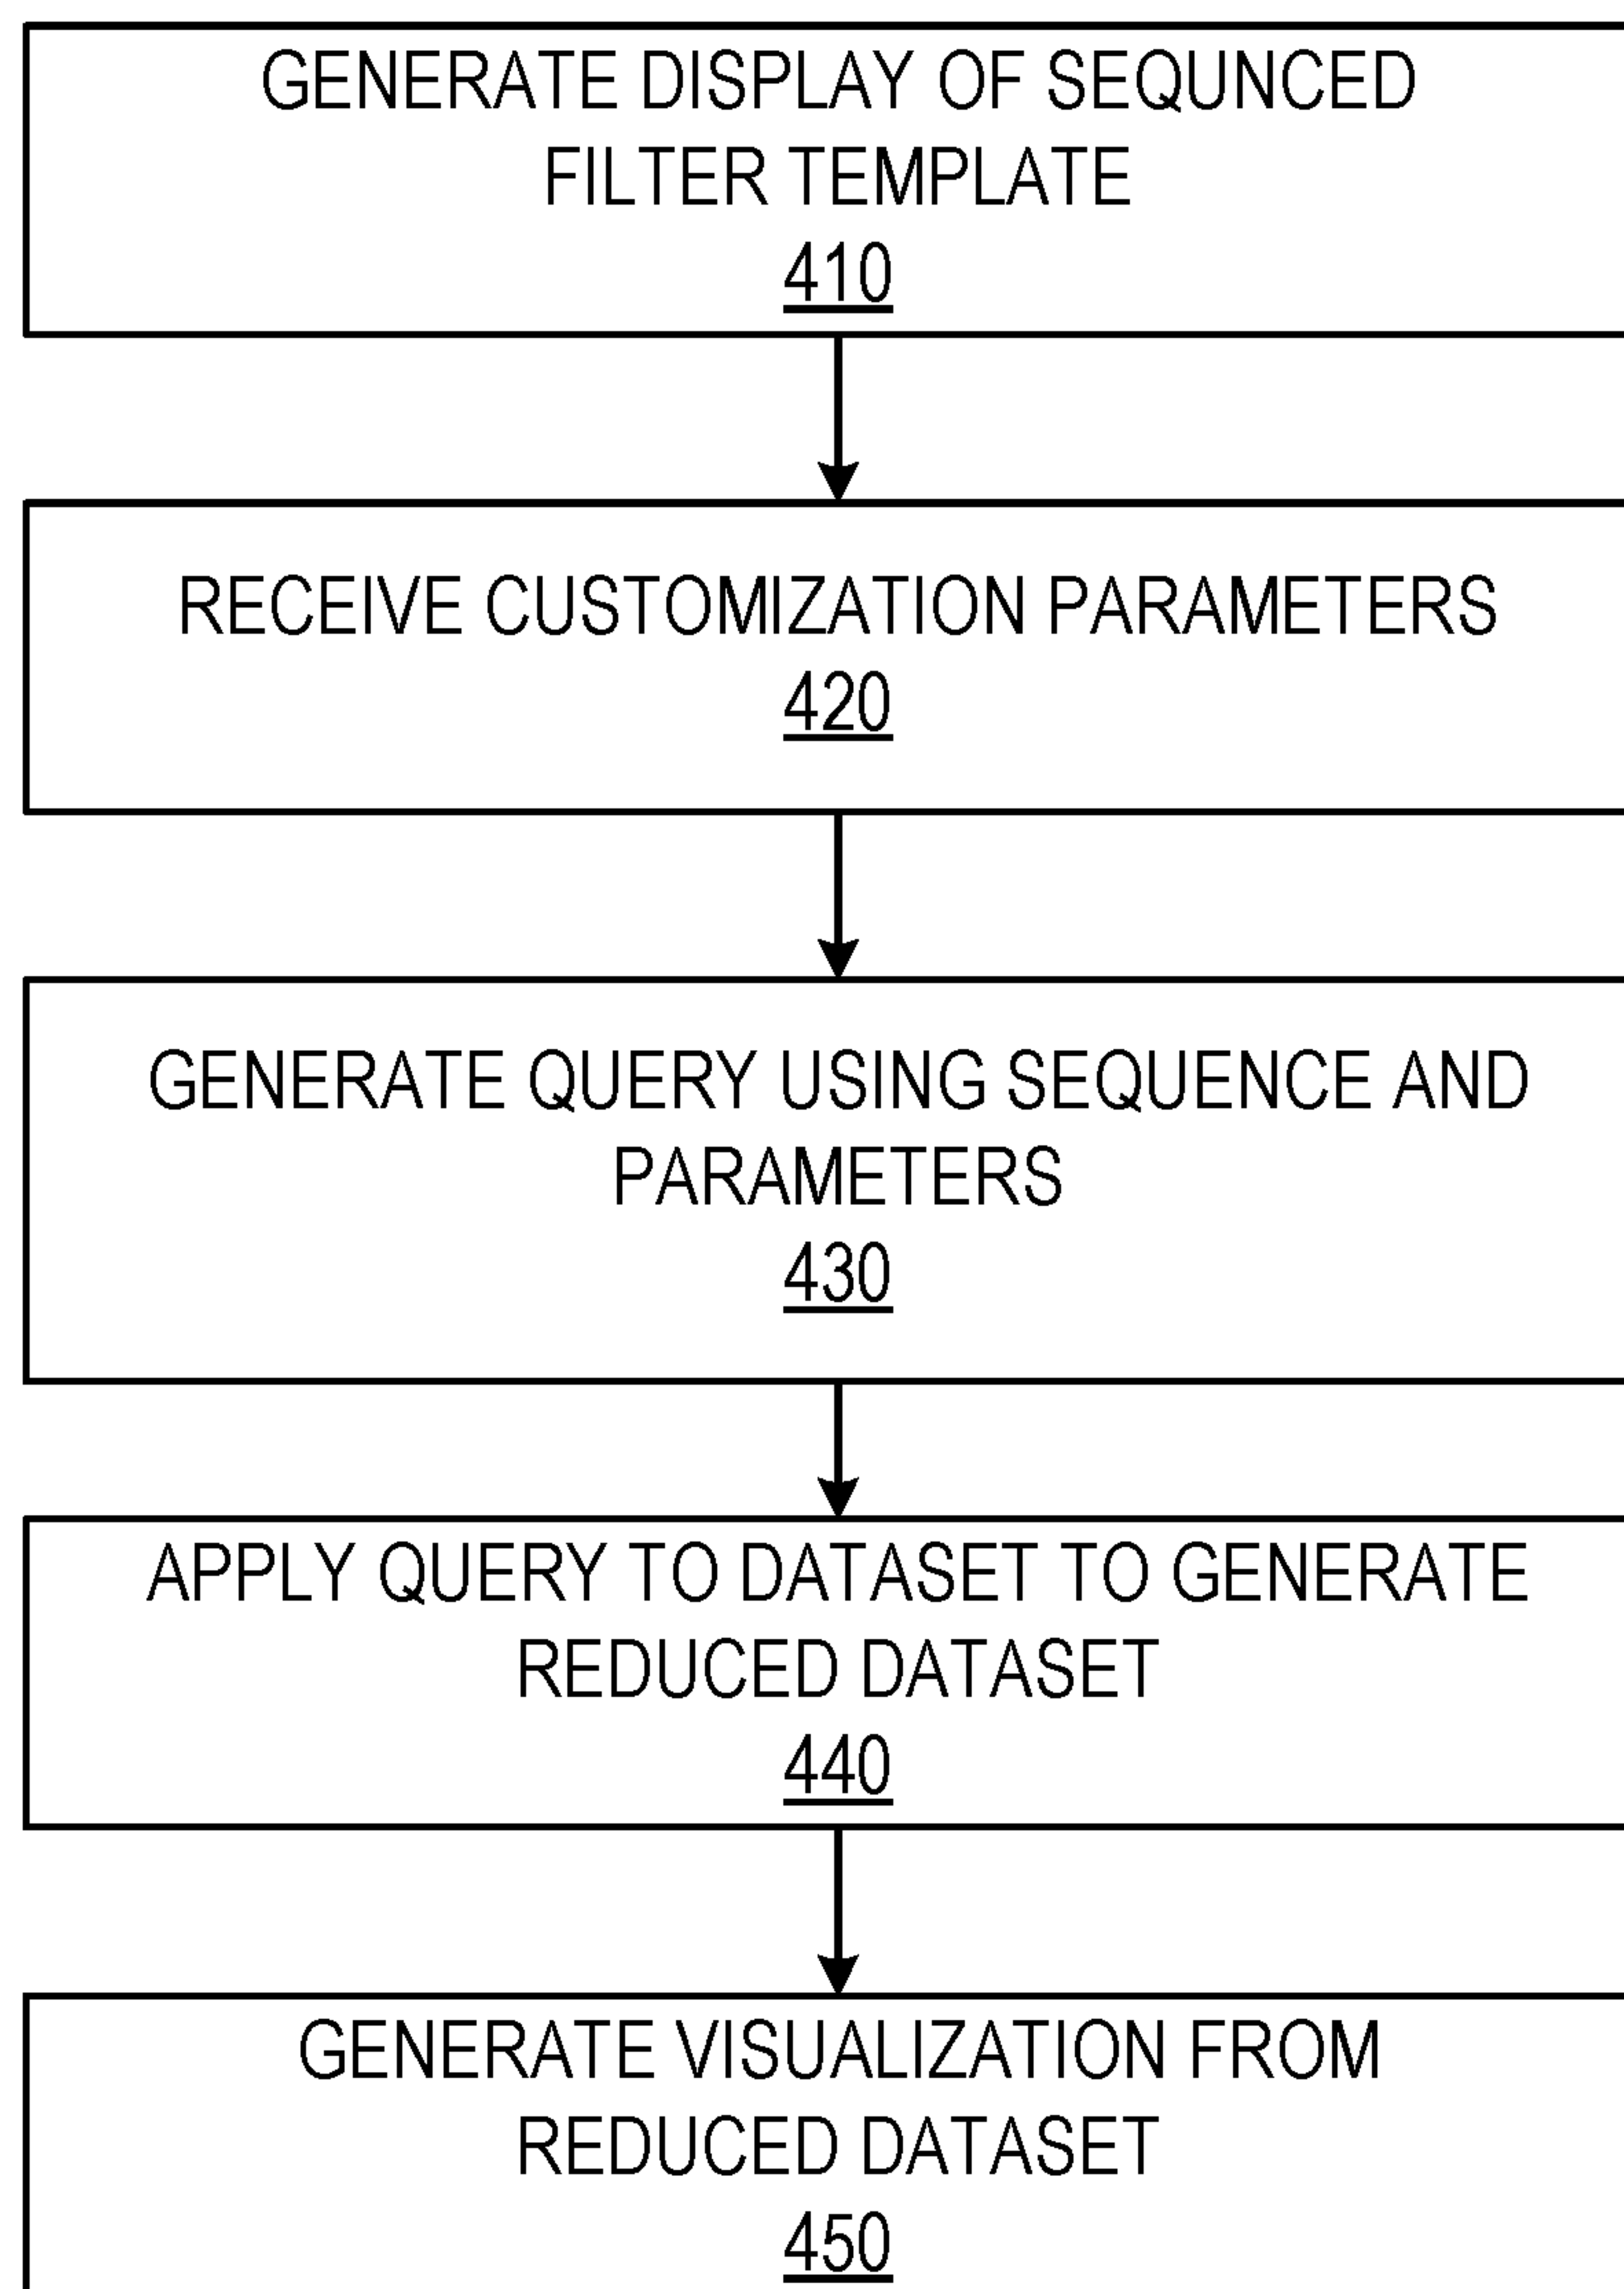 GENERATE DISPLAY OF SEQUNCED
FILTER TEMPLATE
410
RECEIVE CUSTOMIZATION PARAMETERS
420
GENERATE QUERY USING SEQUENCE AND
PARAMETERS
430
APPLY QUERY TO DATASET TO GENERATE
REDUCED DATASET
440
GENERATE VISUALIZATION FROM
REDUCED DATASET
450